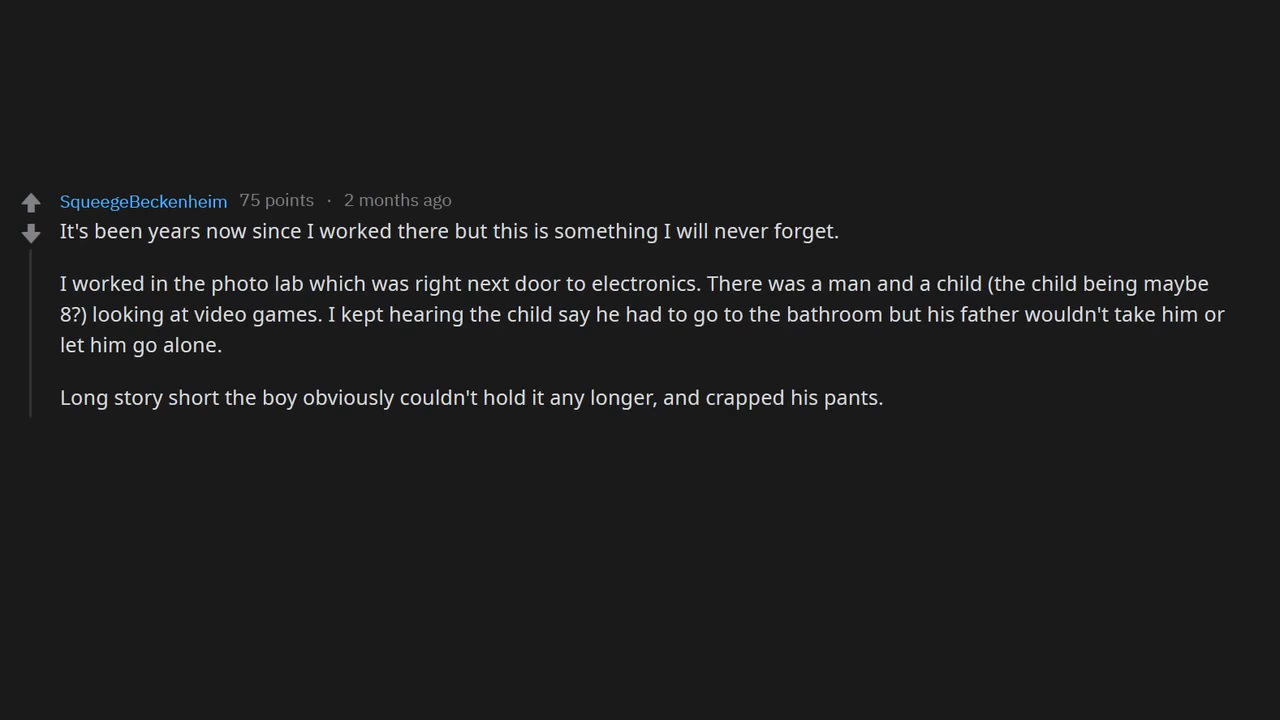 SqueegeBeckenheim 75 points · 2 months ago
It's been years now since I worked there but this is something I will never forget.
I worked in the photo lab which was right next door to electronics. There was a man and a child (the child being maybe
8?) looking at video games. I kept hearing the child say he had to go to the bathroom but his father wouldn't take him or
let him go alone.
Long story short the boy obviously couldn't hold it any longer, and crapped his pants.